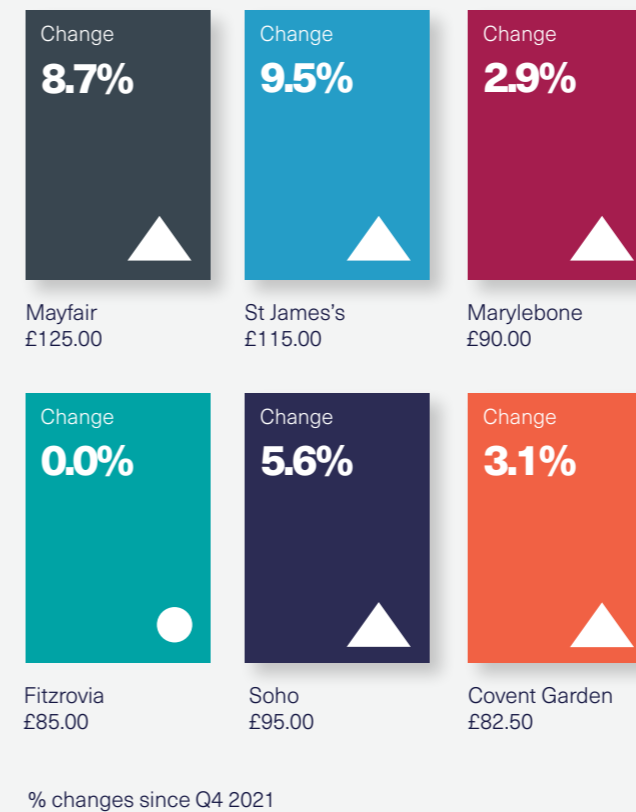 Change
8.7%
Mayfair
£125.00
Change
9.5%
St James’s
£115.00
Change
2.9%
Marylebone
£90.00
Change
0.0%
Fitzrovia
£85.00
Change
5.6%
Soho
£95.00
Change
3.1%
Covent Garden
£82.50
% changes since Q4 2021